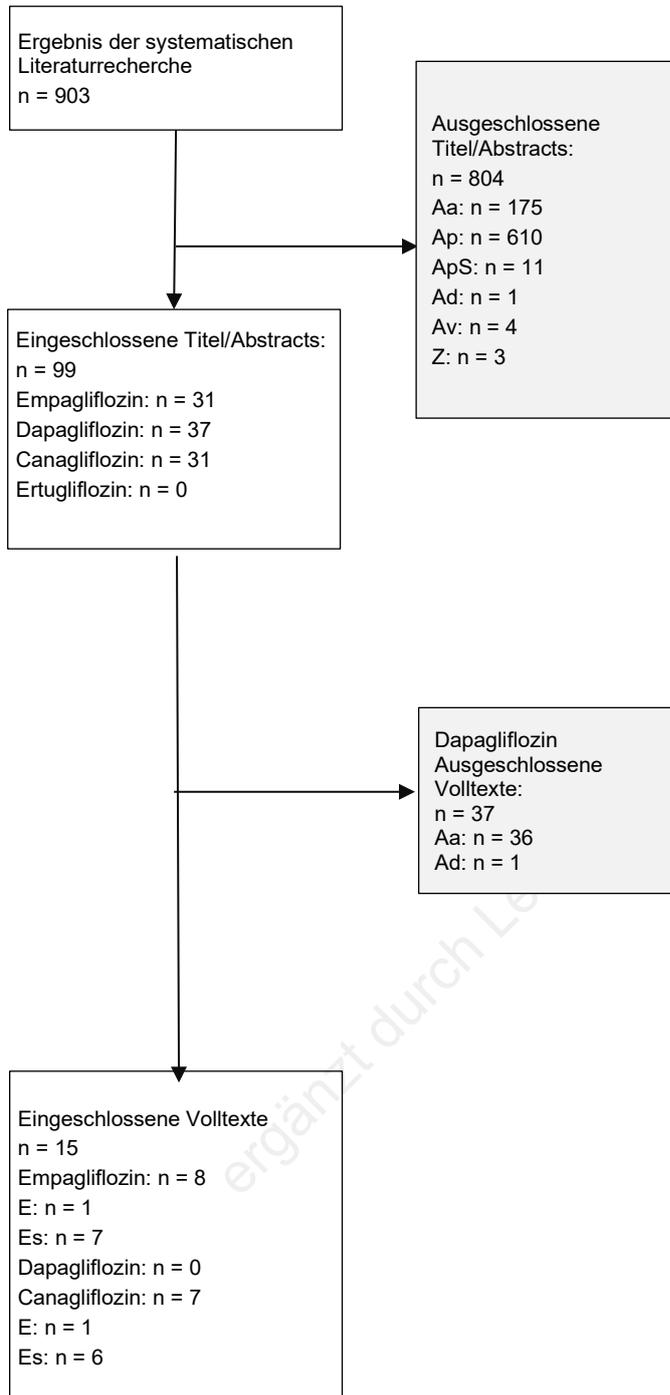 Ergebnis der systematischen
Literaturrecherche
n = 903
Ausgeschlossene
Titel/Abstracts:
n = 804
Aa: n = 175
Ap: n = 610
ApS: n = 11
Ad: n = 1
Av: n = 4
Z: n = 3
Eingeschlossene Titel/Abstracts:
n = 99
Empagliflozin: n = 31
Dapagliflozin: n = 37
Canagliflozin: n = 31
Ertugliflozin: n = 0
Dapagliflozin
Ausgeschlossene
Volltexte:
n = 37
Aa: n = 36
Ad: n = 1
ergänzt durch
Eingeschlossene Volltexte
n = 15
Empagliflozin: n = 8
E: n = 1
Es: n = 7
Dapagliflozin: n = 0
Canagliflozin: n = 7
E: n = 1
Es: n = 6